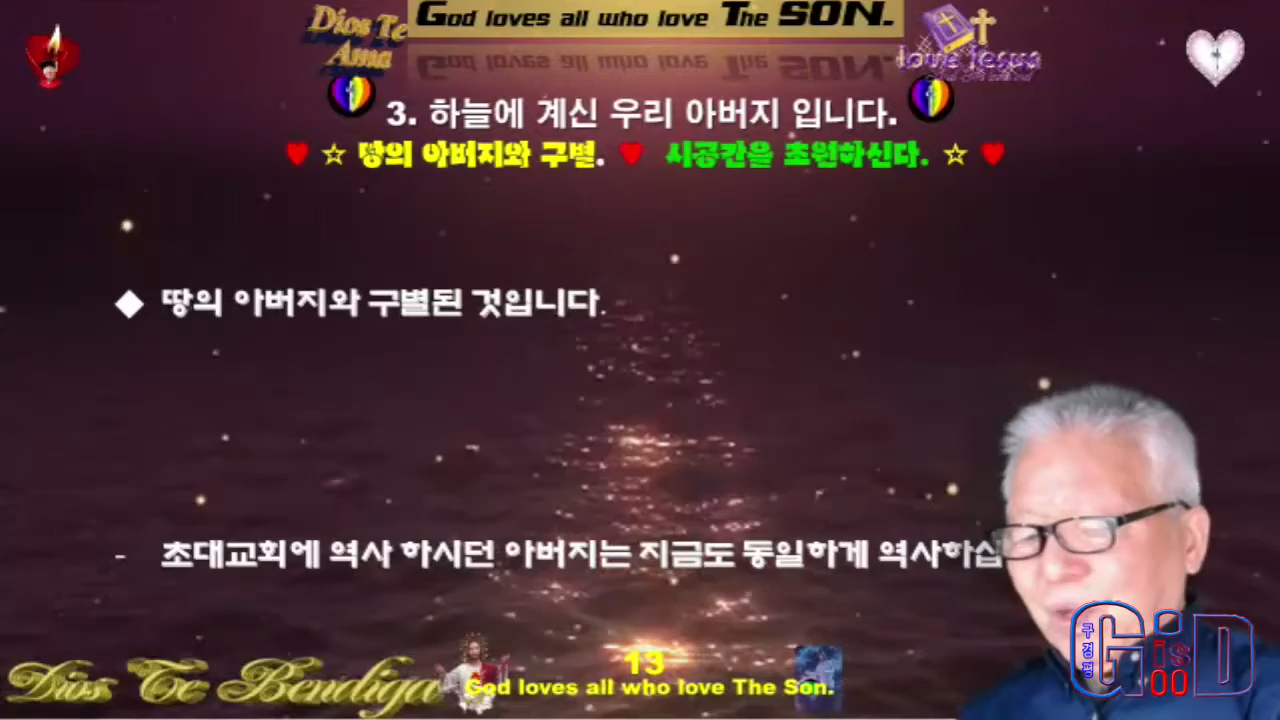 God loves all who love The SON.
Dios Te Ama
love Jesus
3. 하늘에 계신 우리 아버지 입니다.
♥ ☆ 땅의 아버지와 구별. ♥ 시공간을 초월하신다. ☆ ♥
◆ 땅의 아버지와 구별된 것입니다.
- 초대교회에 역사 하시던 아버지는 지금도 동일하게 역사하십
13
God loves all who love The Son.
Dios Te Bendiga
구경평
GisooD